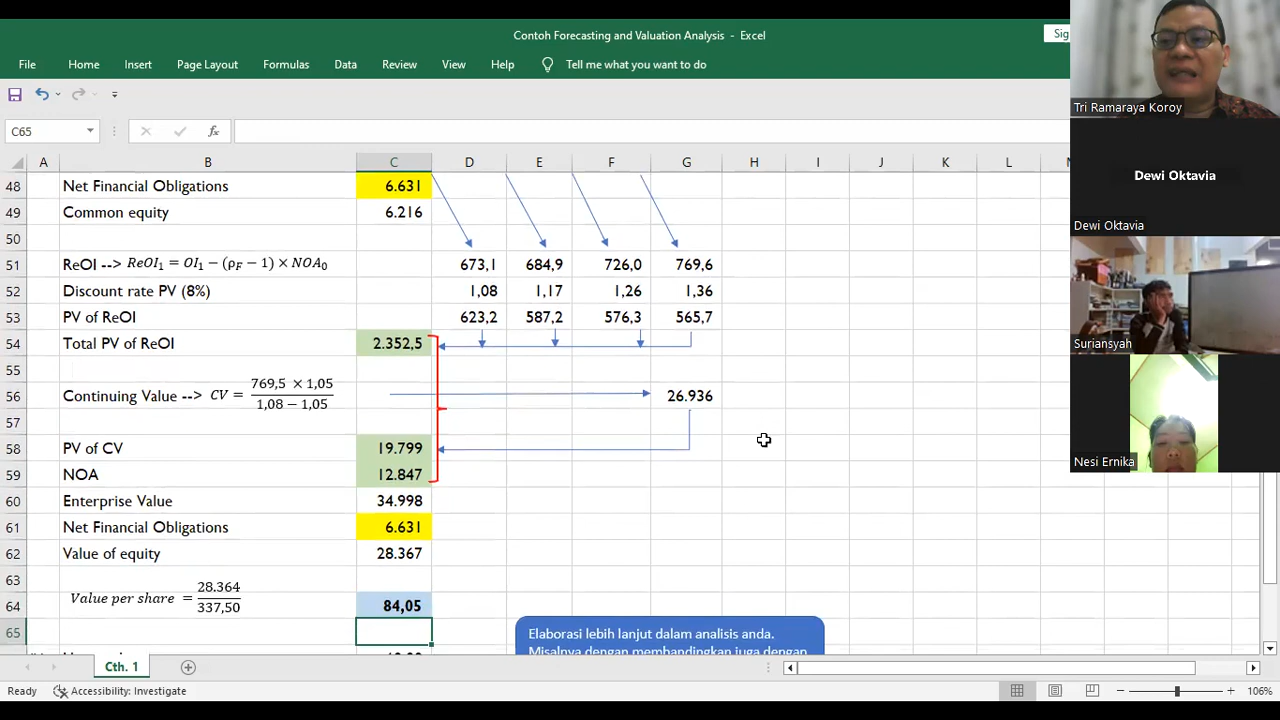 Contoh Forecasting and Valuation Analysis - Excel
Sig
File Home Insert Page Layout Formulas Data Review View Help Tell me what you want to do
C65 fx
A B C D E F G H I J K L
48 Net Financial Obligations 6.631
49 Common equity 6.216
50
51 ReOI --> ReOI₁ = OI₁ − (ρF − 1) × NOA₀ 673,1 684,9 726,0 769,6
52 Discount rate PV (8%) 1,08 1,17 1,26 1,36
53 PV of ReOI 623,2 587,2 576,3 565,7
54 Total PV of ReOI 2.352,5
55
56 Continuing Value --> CV = 769,5 × 1,05 / 1,08 − 1,05 26.936
57
58 PV of CV 19.799
59 NOA 12.847
60 Enterprise Value 34.998
61 Net Financial Obligations 6.631
62 Value of equity 28.367
63
64 Value per share = 28.364 / 337,50 84,05
65
Elaborasi lebih lanjut dalam analisis anda.
Misalnya dengan membandingkan juga dengan
Cth. 1
Ready Accessibility: Investigate 106%
Tri Ramaraya Koroy
Dewi Oktavia
Dewi Oktavia
Suriansyah
Nesi Ernika